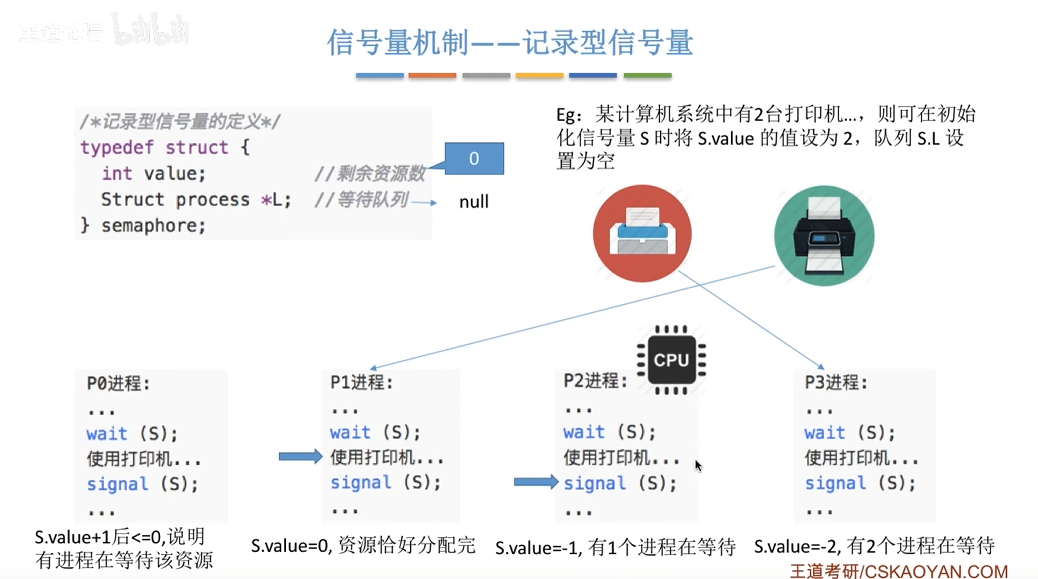 王道论坛 bilibili
信号量机制——记录型信号量
/*记录型信号量的定义*/
typedef struct {
int value; //剩余资源数
Struct process *L; //等待队列
} semaphore;
0
null
Eg：某计算机系统中有2台打印机…，则可在初始
化信号量 S 时将 S.value 的值设为 2，队列 S.L 设
置为空
CPU
P0进程:
...
wait (S);
使用打印机...
signal (S);
...
S.value+1后<=0,说明
有进程在等待该资源
P1进程:
...
wait (S);
使用打印机...
signal (S);
...
S.value=0, 资源恰好分配完
P2进程:
...
wait (S);
使用打印机...
signal (S);
...
S.value=-1, 有1个进程在等待
P3进程:
...
wait (S);
使用打印机...
signal (S);
...
S.value=-2, 有2个进程在等待
王道考研/CSKAOYAN.COM